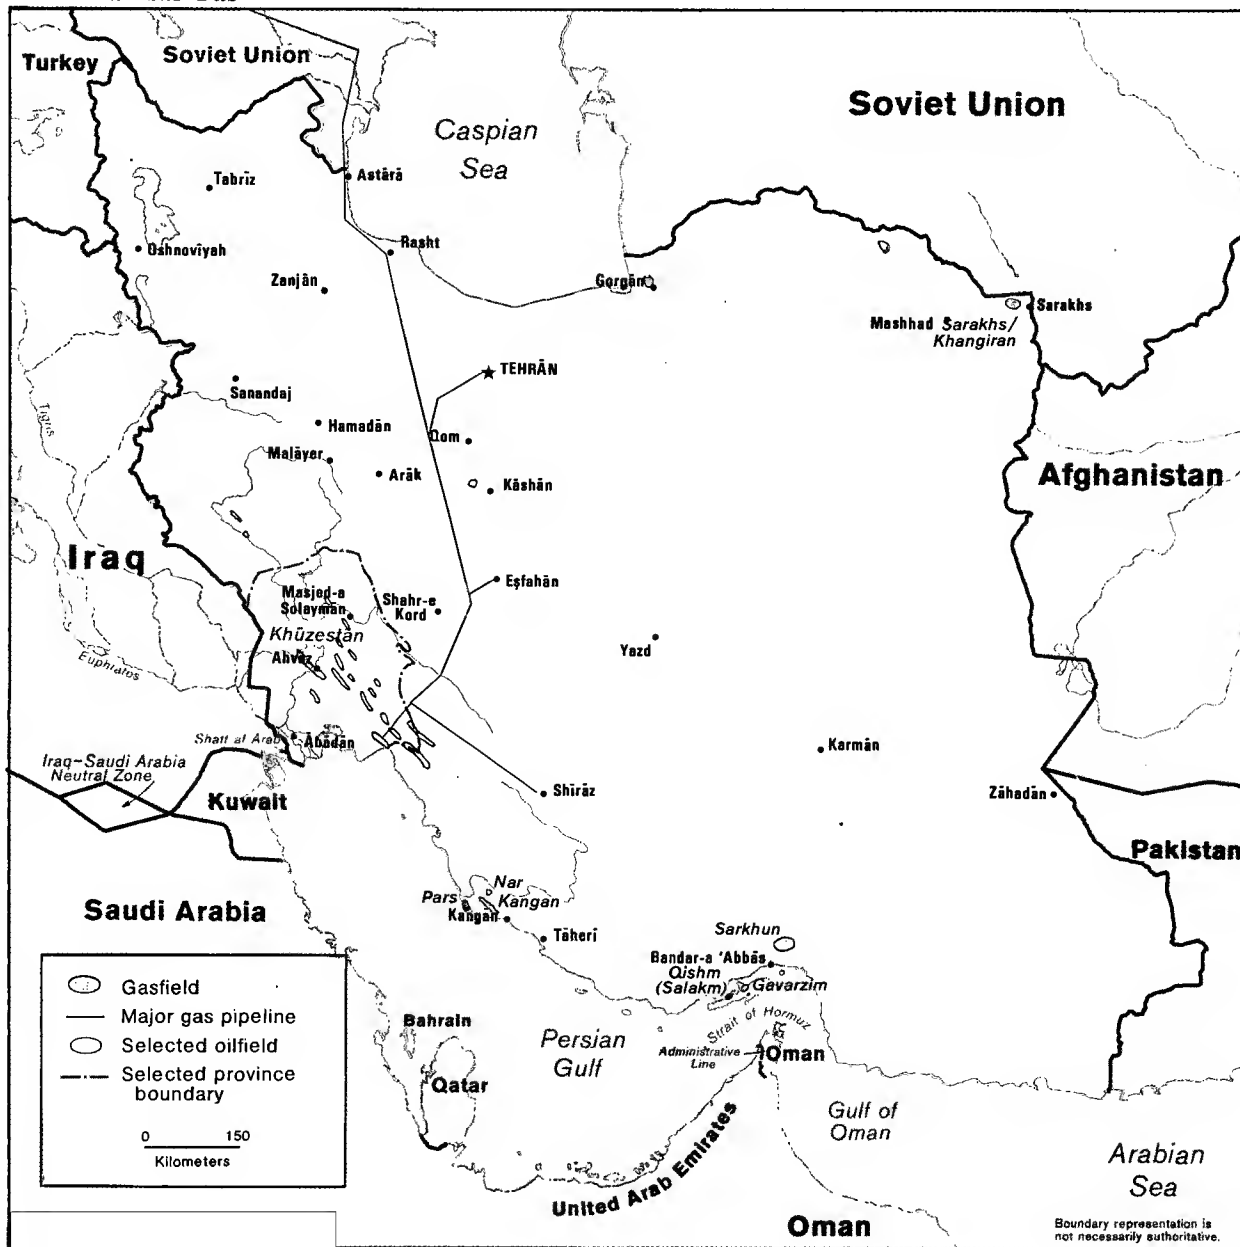 Turkey
Soviet Union
Soviet Union
Caspian
Sea
Tabrīz
Astārā
Oshnovīyah
Rasht
Zanjān
Gorgān
Sarakhs
Mashhad
Sarakhs/
Khangiran
TEHRĀN
Sanandaj
Tigris
Hamadān
Qom
Malāyer
Arāk
Kāshān
Afghanistan
Iraq
Eşfahān
Masjed-a
Solaymān
Shahr-e
Kord
Khūzestān
Yazd
Ahvāz
Euphrates
Shatt al Arab
Ābādān
Karmān
Iraq–Saudi Arabia
Neutral Zone
Kuwait
Shīrāz
Zāhadān
Pakistan
Nar
Pars
Kangan
Kangān
Saudi Arabia
Tāherī
Sarkhun
Bandar-a 'Abbās
Qishm
(Salakm)
Gavarzim
Strait of Hormuz
Gasfield
Major gas pipeline
Selected oilfield
Selected province
boundary
0 150
Kilometers
Bahrain
Qatar
Persian
Gulf
Administrative
Line
Oman
Gulf of
Oman
United Arab Emirates
Arabian
Sea
Oman
Boundary representation is
not necessarily authoritative.